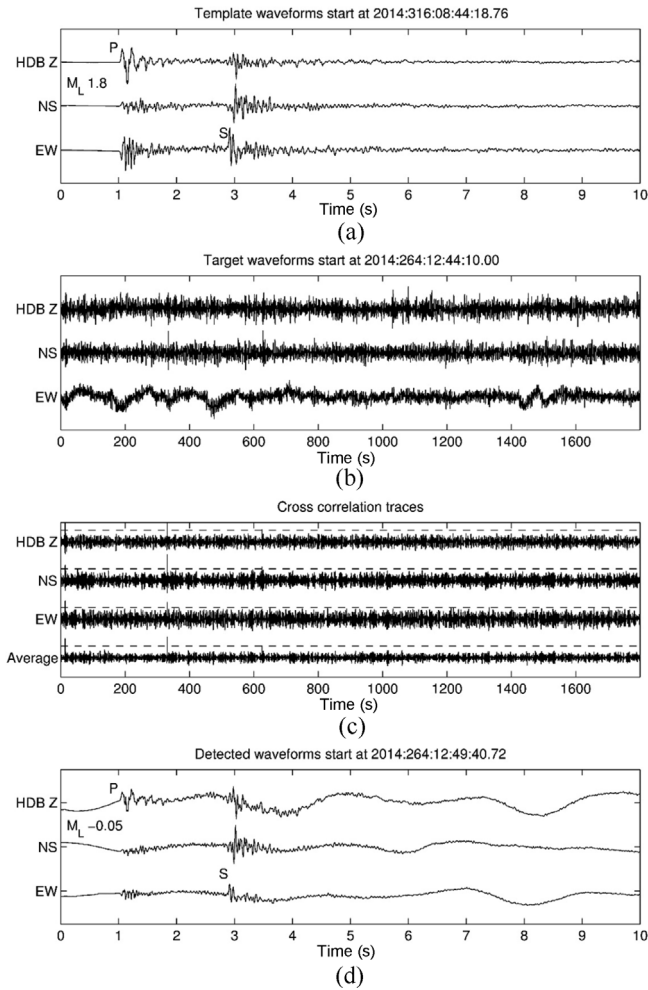 Template waveforms start at 2014:316:08:44:18.76
P
HDB Z
M_L 1.8
NS
S
EW
0 1 2 3 4 5 6 7 8 9 10
Time (s)
(a)
Target waveforms start at 2014:264:12:44:10.00
HDB Z
NS
EW
0 200 400 600 800 1000 1200 1400 1600
Time (s)
(b)
Cross correlation traces
HDB Z
NS
EW
Average
0 200 400 600 800 1000 1200 1400 1600
Time (s)
(c)
Detected waveforms start at 2014:264:12:49:40.72
P
HDB Z
M_L −0.05
NS
S
EW
0 1 2 3 4 5 6 7 8 9 10
Time (s)
(d)